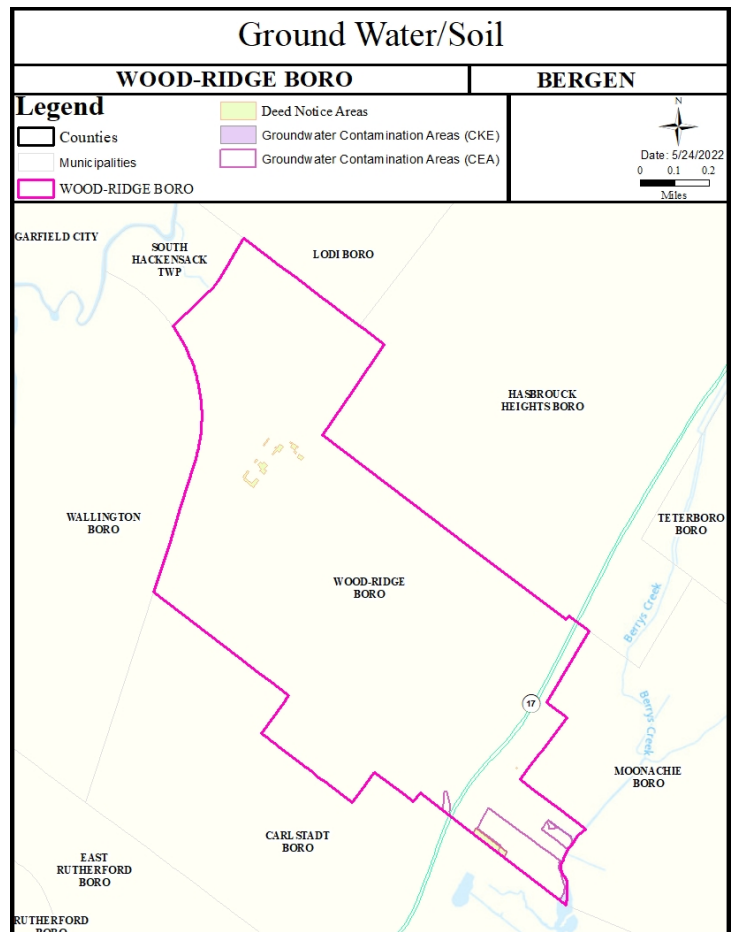 Ground Water/Soil
WOOD-RIDGE BORO
BERGEN
Legend
Counties
Municipalities
WOOD-RIDGE BORO
Deed Notice Areas
Groundwater Contamination Areas (CKE)
Groundwater Contamination Areas (CEA)
N
Date: 5/24/2022
0 0.1 0.2
Miles
GARFIELD CITY
SOUTH
HACKENSACK
TWP
LODI BORO
HASBROUCK
HEIGHTS BORO
WALLINGTON
BORO
TETERBORO
BORO
WOOD-RIDGE
BORO
Berrys Creek
Berrys Creek
17
MOONACHIE
BORO
CARLSTADT
BORO
EAST
RUTHERFORD
BORO
RUTHERFORD
BORO